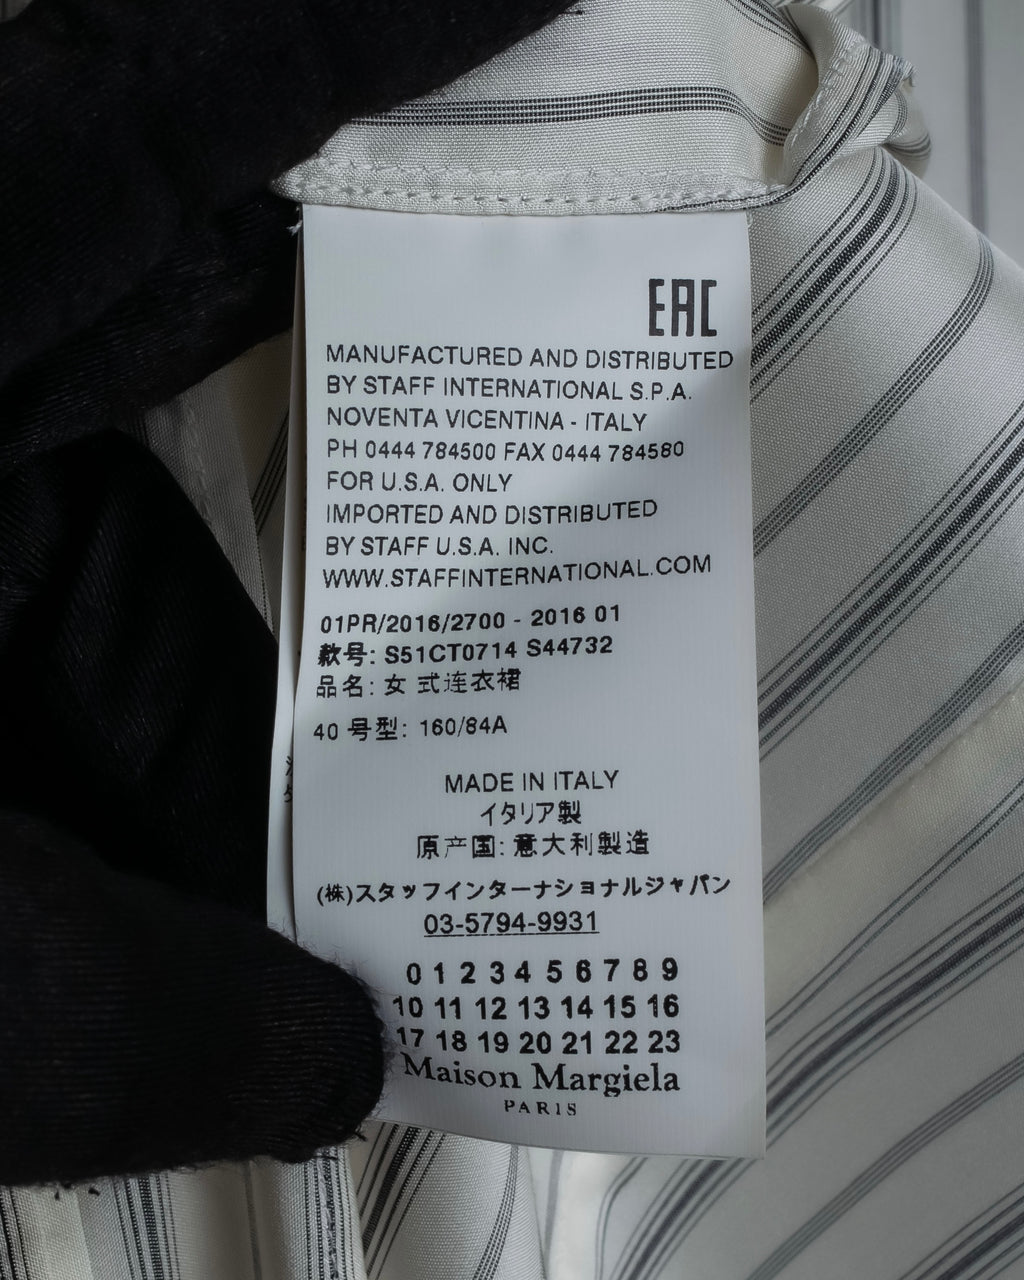 EAC
MANUFACTURED AND DISTRIBUTED
BY STAFF INTERNATIONAL S.P.A.
NOVENTA VICENTINA - ITALY
PH 0444 784500 FAX 0444 784580
FOR U.S.A. ONLY
IMPORTED AND DISTRIBUTED
BY STAFF U.S.A. INC.
WWW.STAFFINTERNATIONAL.COM
01PR/2016/2700 - 2016 01
款号: S51CT0714 S44732
品名: 女 式连衣裙
40 号型: 160/84A
MADE IN ITALY
イタリア製
原产国: 意大利製造
(株)スタッフインターナショナルジャパン
03-5794-9931
0 1 2 3 4 5 6 7 8 9
10 11 12 13 14 15 16
17 18 19 20 21 22 23
Maison Margiela
PARIS